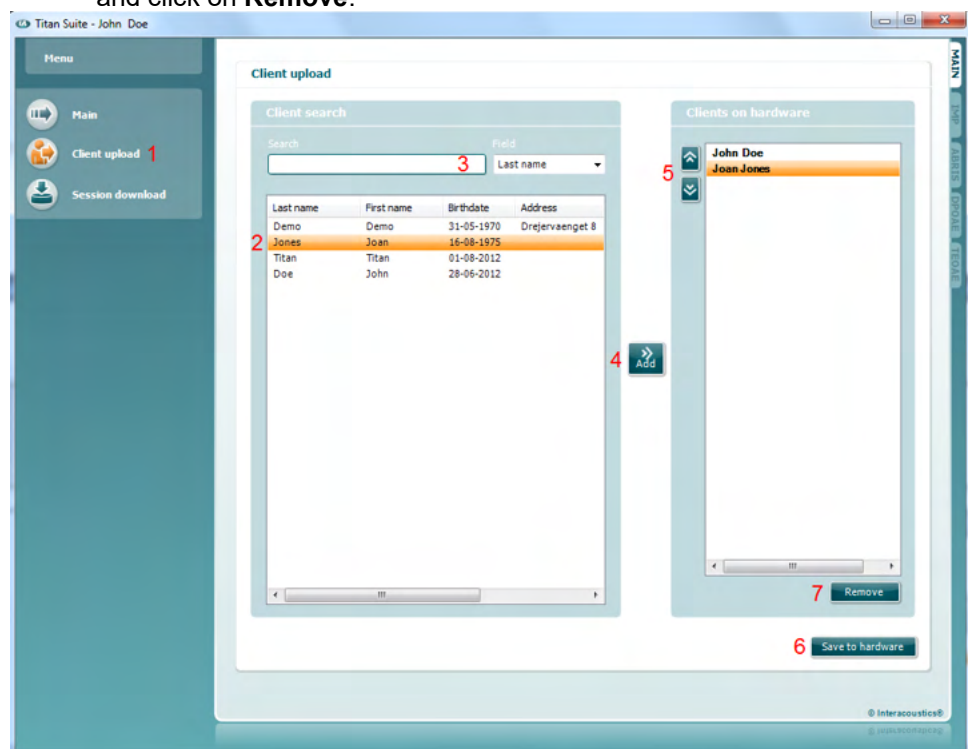 and click on Remove.
Titan Suite - John Doe
Menu
Main
Client upload 1
Session download
Client upload
Client search
Search
Field
3
Last name
Last name First name Birthdate Address
Demo Demo 31-05-1970 Drejervaenget 8
2 Jones Joan 16-08-1975
Titan Titan 01-08-2012
Doe John 28-06-2012
4 Add
Clients on hardware
5
John Doe
Joan Jones
7 Remove
6 Save to hardware
© Interacoustics®
MAIN
IMP
ABRIS
DPOAE
TEOAE